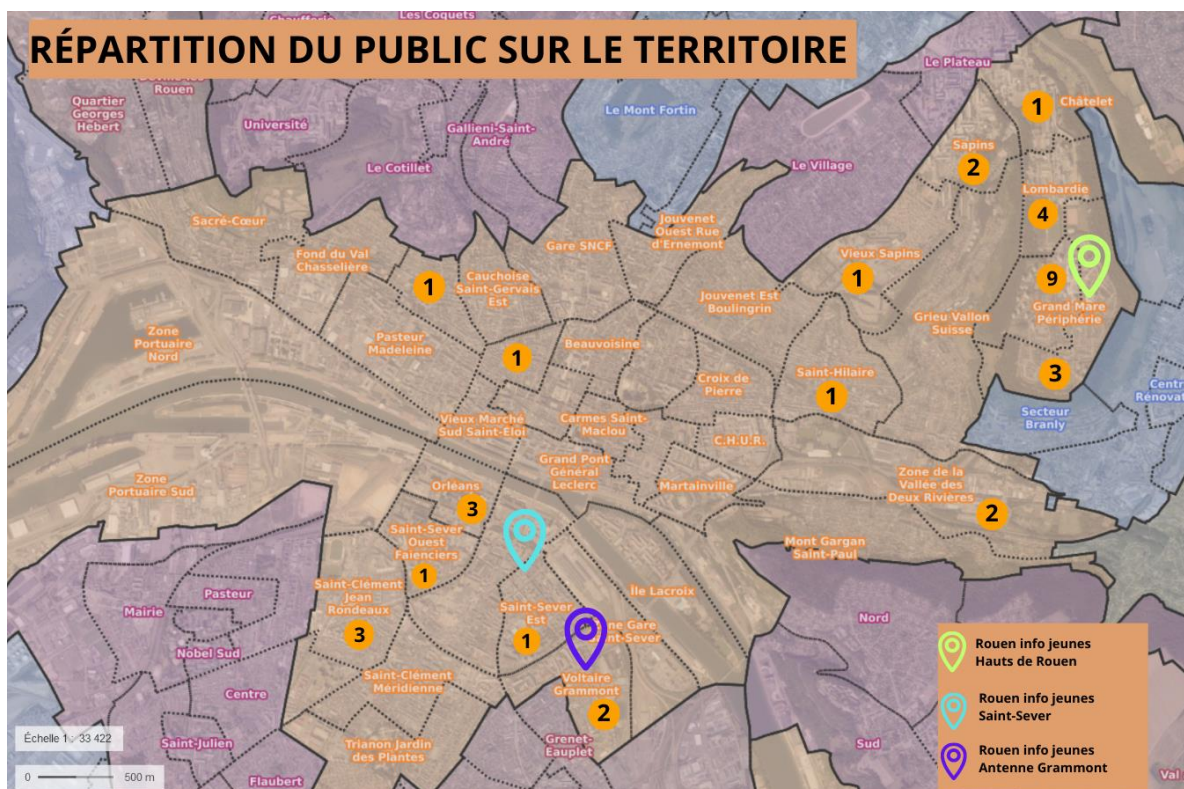 Les Coquets
RÉPARTITION DU PUBLIC SUR LE TERRITOIRE
Rouen
Quartier
Georges
Hébert
Université
Gallieni-Saint-
André
Le Cotillet
Le Mont Fortin
Le Plateau
Le Village
1
Châtelet
Sapins
2
Lombardie
4
Sacré-Cœur
Fond du Val
Chasselière
1
Cauchoise
Saint-Gervais
Est
Gare SNCF
Jouvenet
Ouest Rue
d'Ernemont
Vieux Sapins
1
9
Grand Mare
Périphérie
Jouvenet Est
Boulingrin
Grieu Vallon
Suisse
Zone
Portuaire
Nord
Pasteur
Madeleine
1
Beauvoisine
Croix de
Pierre
Saint-Hilaire
1
3
Secteur
Branly
Vieux Marché
Sud Saint-Eloi
Carmes Saint-
Maclou
C.H.U.R.
Grand Pont
Général
Leclerc
Martainville
Zone de la
Vallée des
Deux Rivières
2
Zone
Portuaire Sud
Orléans
3
Saint-Sever
Ouest
Faïenciers
1
Mont Gargan
Saint-Paul
Saint-Clément
Jean
Rondeaux
3
Saint-Sever
Est
1
Île Lacroix
Voltaire
Grammont
2
Pasteur
Mairie
Nobel Sud
Centre
Saint-Julien
Flaubert
Saint-Clément
Méridienne
Trianon Jardin
des Plantes
Grenet-
Eauplet
Nord
Sud
Rouen info jeunes
Hauts de Rouen
Rouen info jeunes
Saint-Sever
Rouen info jeunes
Antenne Grammont
Échelle 1 : 33 422
0 500 m